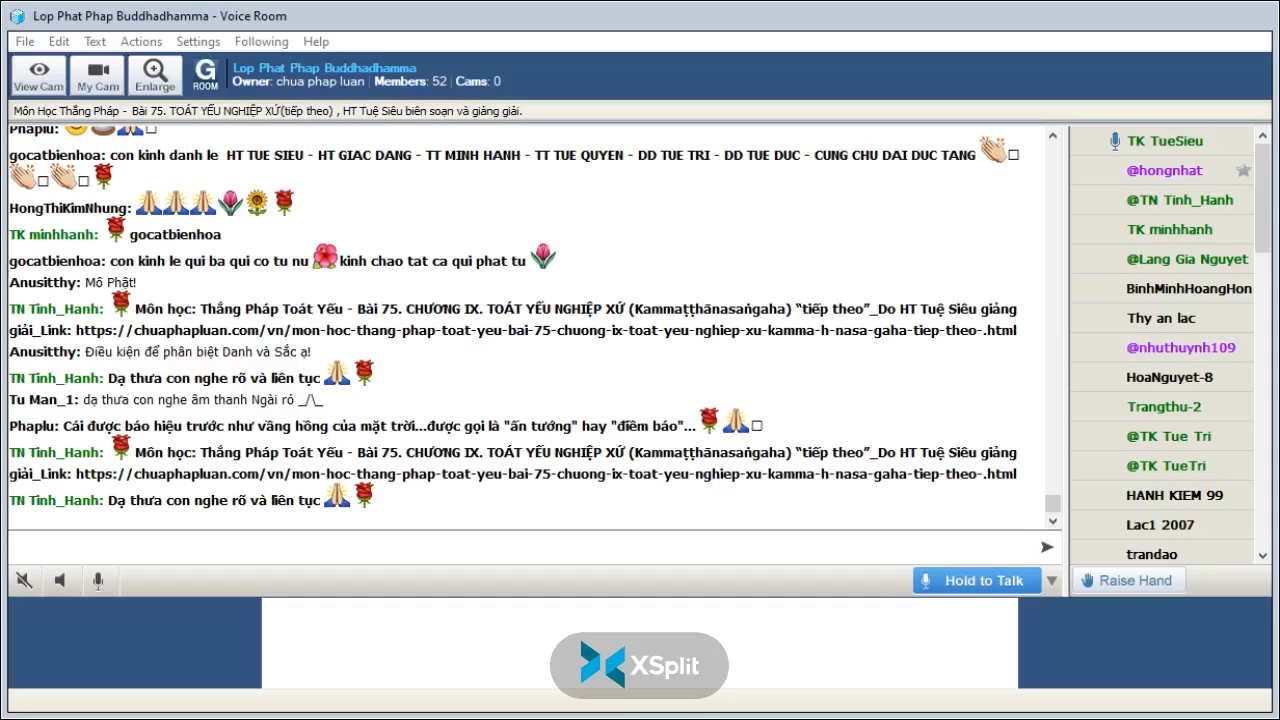 Lop Phat Phap Buddhadhamma - Voice Room
File Edit Text Actions Settings Following Help
View Cam My Cam Enlarge G ROOM
Lop Phat Phap Buddhadhamma
Owner: chua phap luan | Members: 52 | Cams: 0
Môn Học Thắng Pháp - Bài 75. TOÁT YẾU NGHIỆP XỨ(tiếp theo) , HT Tuệ Siêu biên soạn và giảng giải.
Phaplu:
gocatbienhoa: con kinh danh le HT TUE SIEU - HT GIAC DANG - TT MINH HANH - TT TUE QUYEN - DD TUE TRI - DD TUE DUC - CUNG CHU DAI DUC TANG
HongThiKimNhung:
TK minhhanh: gocatbienhoa
gocatbienhoa: con kinh le qui ba qui co tu nu kinh chao tat ca qui phat tu
Anusitthy: Mô Phật!
TN Tinh_Hanh: Môn học: Thắng Pháp Toát Yếu - Bài 75. CHƯƠNG IX. TOÁT YẾU NGHIỆP XỨ (Kammaṭṭhānasaṅgaha) “tiếp theo”_Do HT Tuệ Siêu giảng
giải_Link: https://chuaphapluan.com/vn/mon-hoc-thang-phap-toat-yeu-bai-75-chuong-ix-toat-yeu-nghiep-xu-kamma-h-nasa-gaha-tiep-theo-.html
Anusitthy: Điều kiện để phân biệt Danh và Sắc ạ!
TN Tinh_Hanh: Dạ thưa con nghe rõ và liên tục
Tu Man_1: dạ thưa con nghe âm thanh Ngài rỏ _/\_
Phaplu: Cái được báo hiệu trước như vầng hồng của mặt trời...được gọi là "ấn tướng" hay "điềm báo"...
TN Tinh_Hanh: Môn học: Thắng Pháp Toát Yếu - Bài 75. CHƯƠNG IX. TOÁT YẾU NGHIỆP XỨ (Kammaṭṭhānasaṅgaha) “tiếp theo”_Do HT Tuệ Siêu giảng
giải_Link: https://chuaphapluan.com/vn/mon-hoc-thang-phap-toat-yeu-bai-75-chuong-ix-toat-yeu-nghiep-xu-kamma-h-nasa-gaha-tiep-theo-.html
TN Tinh_Hanh: Dạ thưa con nghe rõ và liên tục
Hold to Talk
TK TueSieu
@hongnhat
@TN Tinh_Hanh
TK minhhanh
@Lang Gia Nguyet
BinhMinhHoangHon
Thy an lac
@nhuthuynh109
HoaNguyet-8
Trangthu-2
@TK Tue Tri
@TK TueTri
HANH KIEM 99
Lac1 2007
trandao
Raise Hand
XSplit